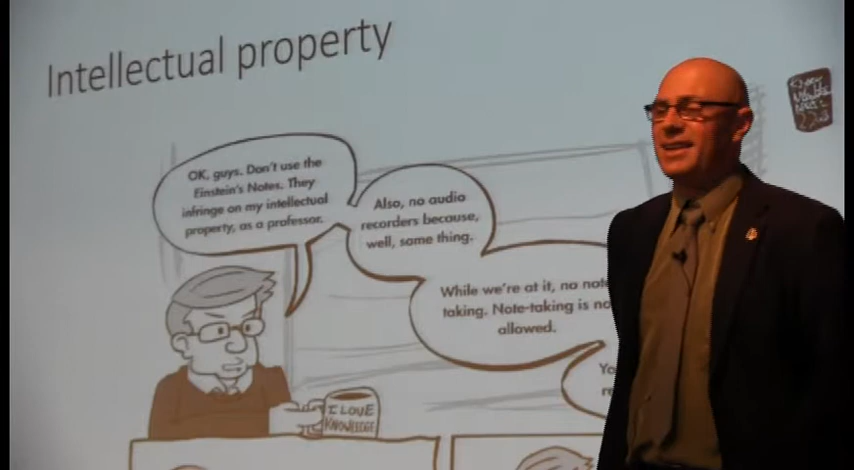 Intellectual property
OK, guys. Don't use the
Einstein's Notes. They
infringe on my intellectual
property, as a professor.
Also, no audio
recorders because,
well, some thing.
While we're at it, no note
taking. Note-taking is no
allowed.
I LOVE
KNOWLEDGE